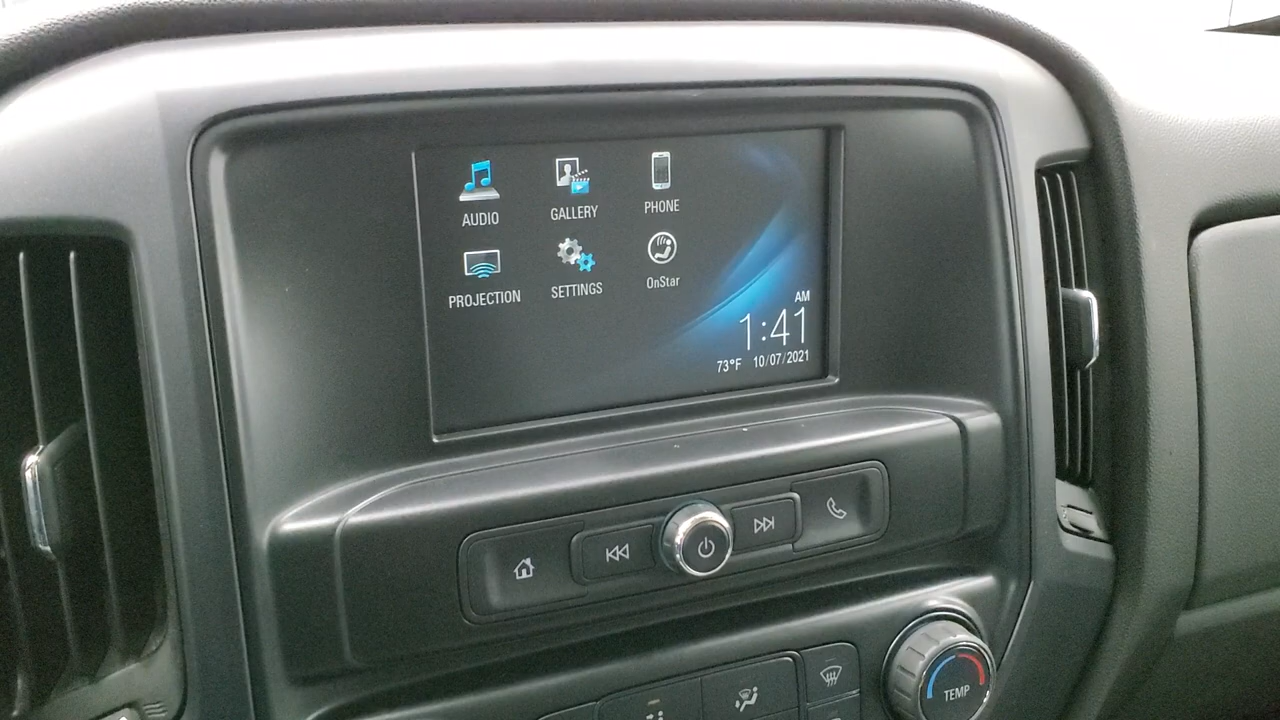 AUDIO GALLERY PHONE
PROJECTION SETTINGS OnStar
AM
1:41
73°F 10/07/2021
TEMP